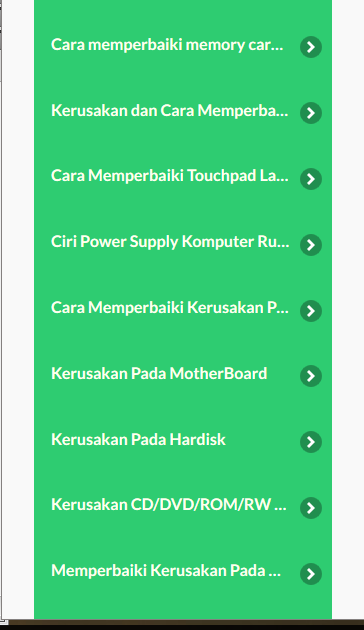 Cara memperbaiki memory car...
Kerusakan dan Cara Memperba...
Cara Memperbaiki Touchpad La...
Ciri Power Supply Komputer Ru...
Cara Memperbaiki Kerusakan P...
Kerusakan Pada MotherBoard
Kerusakan Pada Hardisk
Kerusakan CD/DVD/ROM/RW ...
Memperbaiki Kerusakan Pada ...